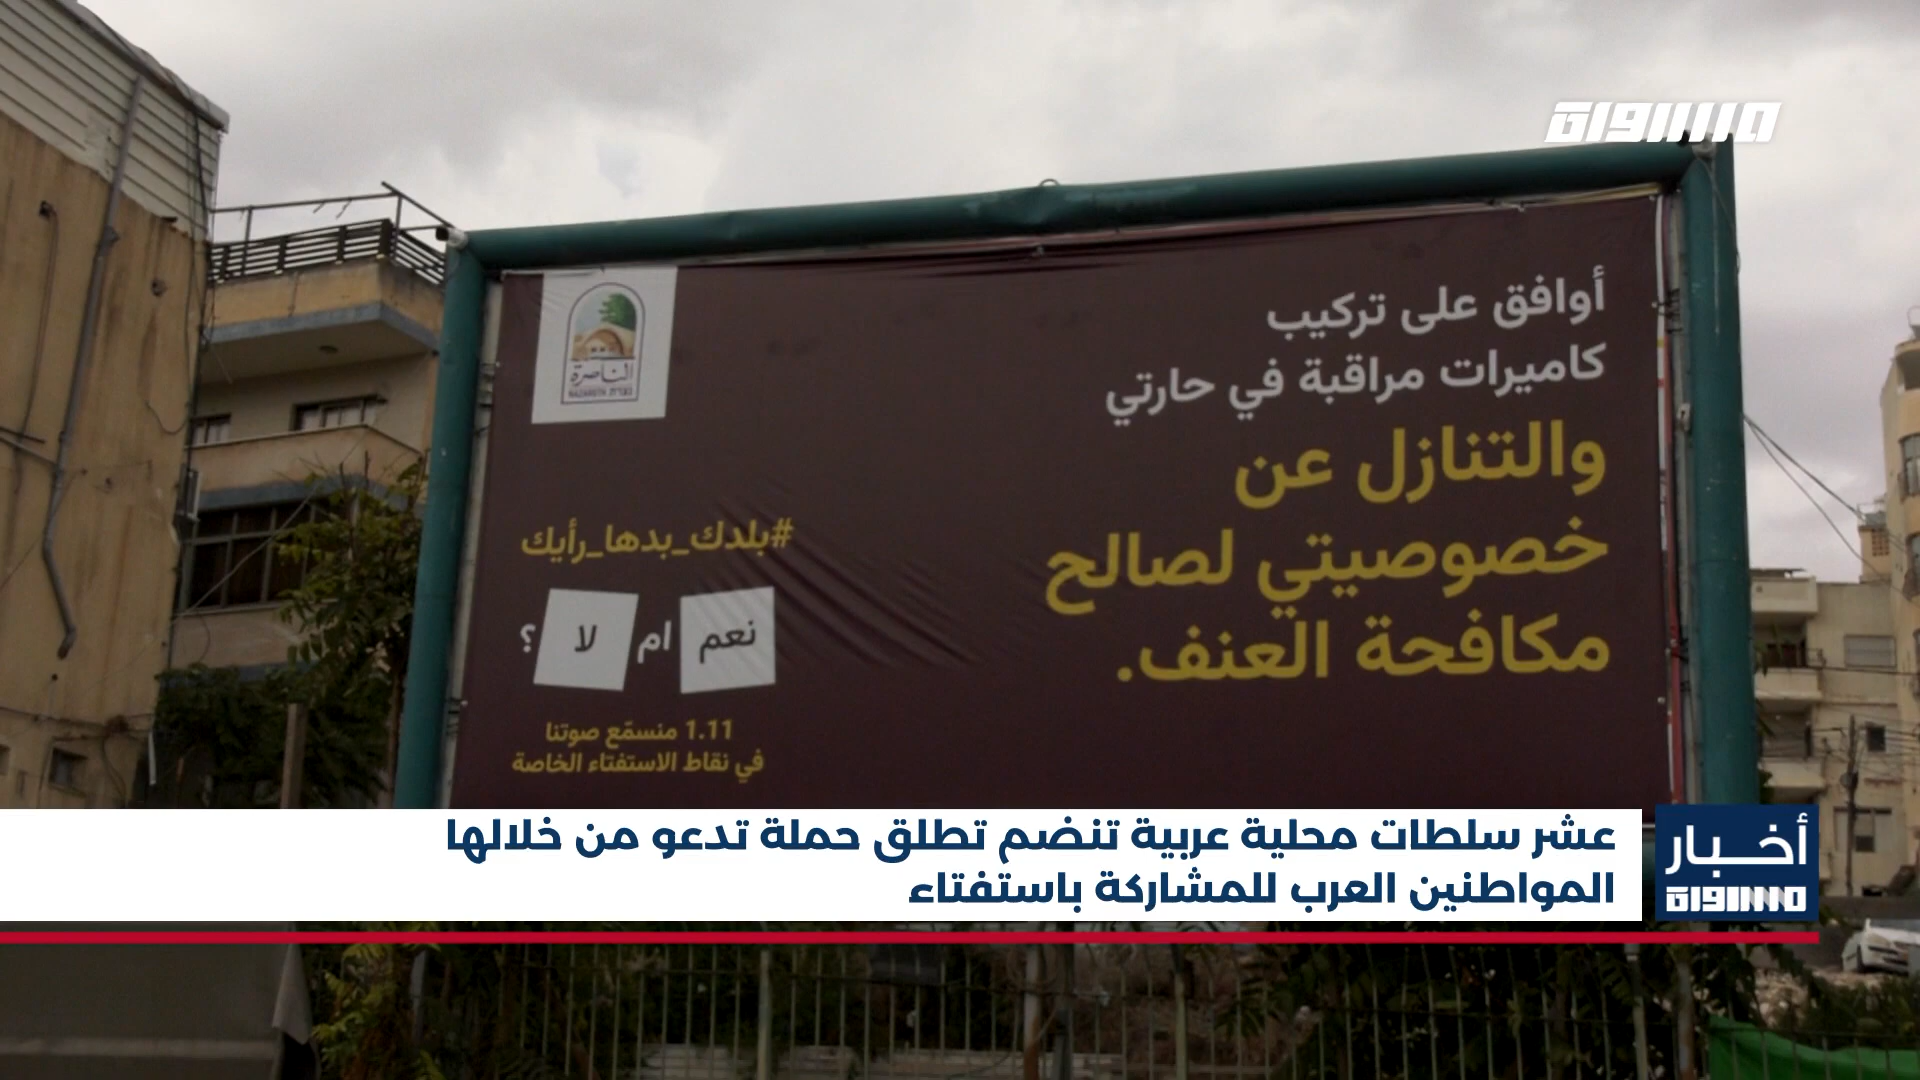 مساواة
أوافق على تركيب
كاميرات مراقبة في حارتي
والتنازل عن
خصوصيتي لصالح
مكافحة العنف.
الناصرة
נצרת NAZARETH
#بلدك_بدها_رأيك
نعم ام لا ؟
1.11 منسمّع صوتنا
في نقاط الاستفتاء الخاصة
أخبار
مساواة
عشر سلطات محلية عربية تنضم تطلق حملة تدعو من خلالها
المواطنين العرب للمشاركة باستفتاء